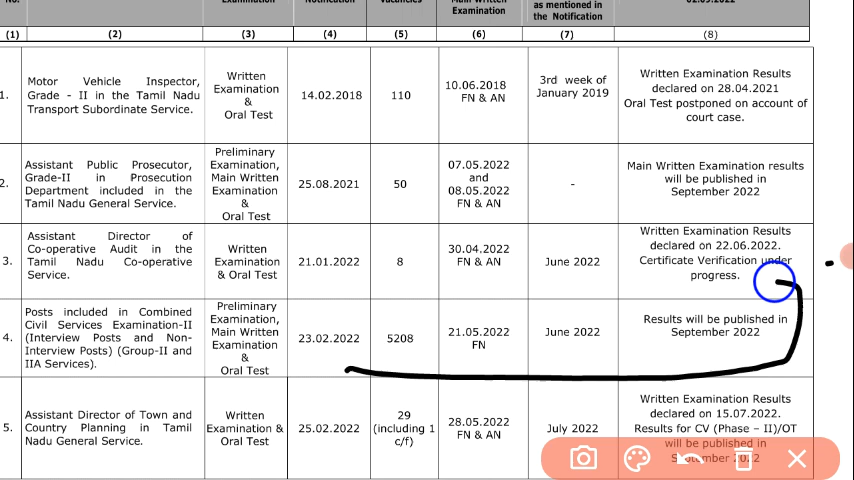 No.
Examination
Notification
Vacancies
Main Written
Examination
as mentioned in
the Notification
(1)
(2)
(3)
(4)
(5)
(6)
(7)
(8)
1.
Motor Vehicle Inspector,
Grade - II in the Tamil Nadu
Transport Subordinate Service.
Written
Examination
&
Oral Test
14.02.2018
110
10.06.2018
FN & AN
3rd week of
January 2019
Written Examination Results
declared on 28.04.2021
Oral Test postponed on account of
court case.
2.
Assistant Public Prosecutor,
Grade-II in Prosecution
Department included in the
Tamil Nadu General Service.
Preliminary
Examination,
Main Written
Examination
&
Oral Test
25.08.2021
50
07.05.2022
and
08.05.2022
FN & AN
-
Main Written Examination results
will be published in
September 2022
3.
Assistant Director of
Co-operative Audit in the
Tamil Nadu Co-operative
Service.
Written
Examination
& Oral Test
21.01.2022
8
30.04.2022
FN & AN
June 2022
Written Examination Results
declared on 22.06.2022.
Certificate Verification under
progress.
4.
Posts included in Combined
Civil Services Examination-II
(Interview Posts and Non-
Interview Posts) (Group-II and
IIA Services).
Preliminary
Examination,
Main Written
Examination
&
Oral Test
23.02.2022
5208
21.05.2022
FN
June 2022
Results will be published in
September 2022
5.
Assistant Director of Town and
Country Planning in Tamil
Nadu General Service.
Written
Examination &
Oral Test
25.02.2022
29
(including 1
c/f)
28.05.2022
FN & AN
July 2022
Written Examination Results
declared on 15.07.2022.
Results for CV (Phase – II)/OT
will be published in
September 2022